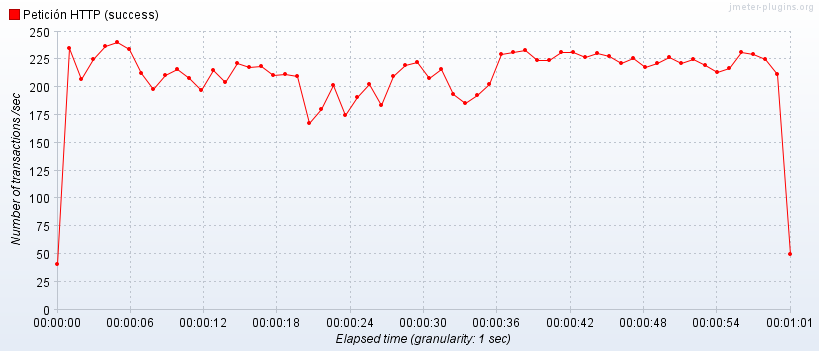 jmeter-plugins.org
Petición HTTP (success)
250
225
200
175
150
125
100
75
50
25
0
Number of transactions /sec
00:00:00 00:00:06 00:00:12 00:00:18 00:00:24 00:00:30 00:00:36 00:00:42 00:00:48 00:00:54 00:01:01
Elapsed time (granularity: 1 sec)